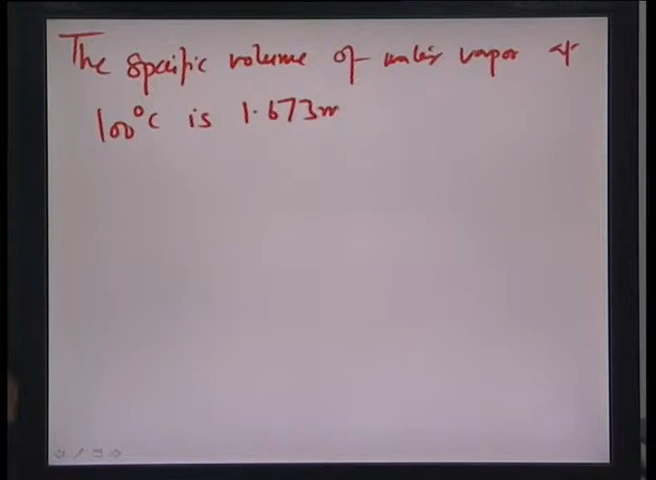 The specific volume of water vapor at
100°C is 1.673m